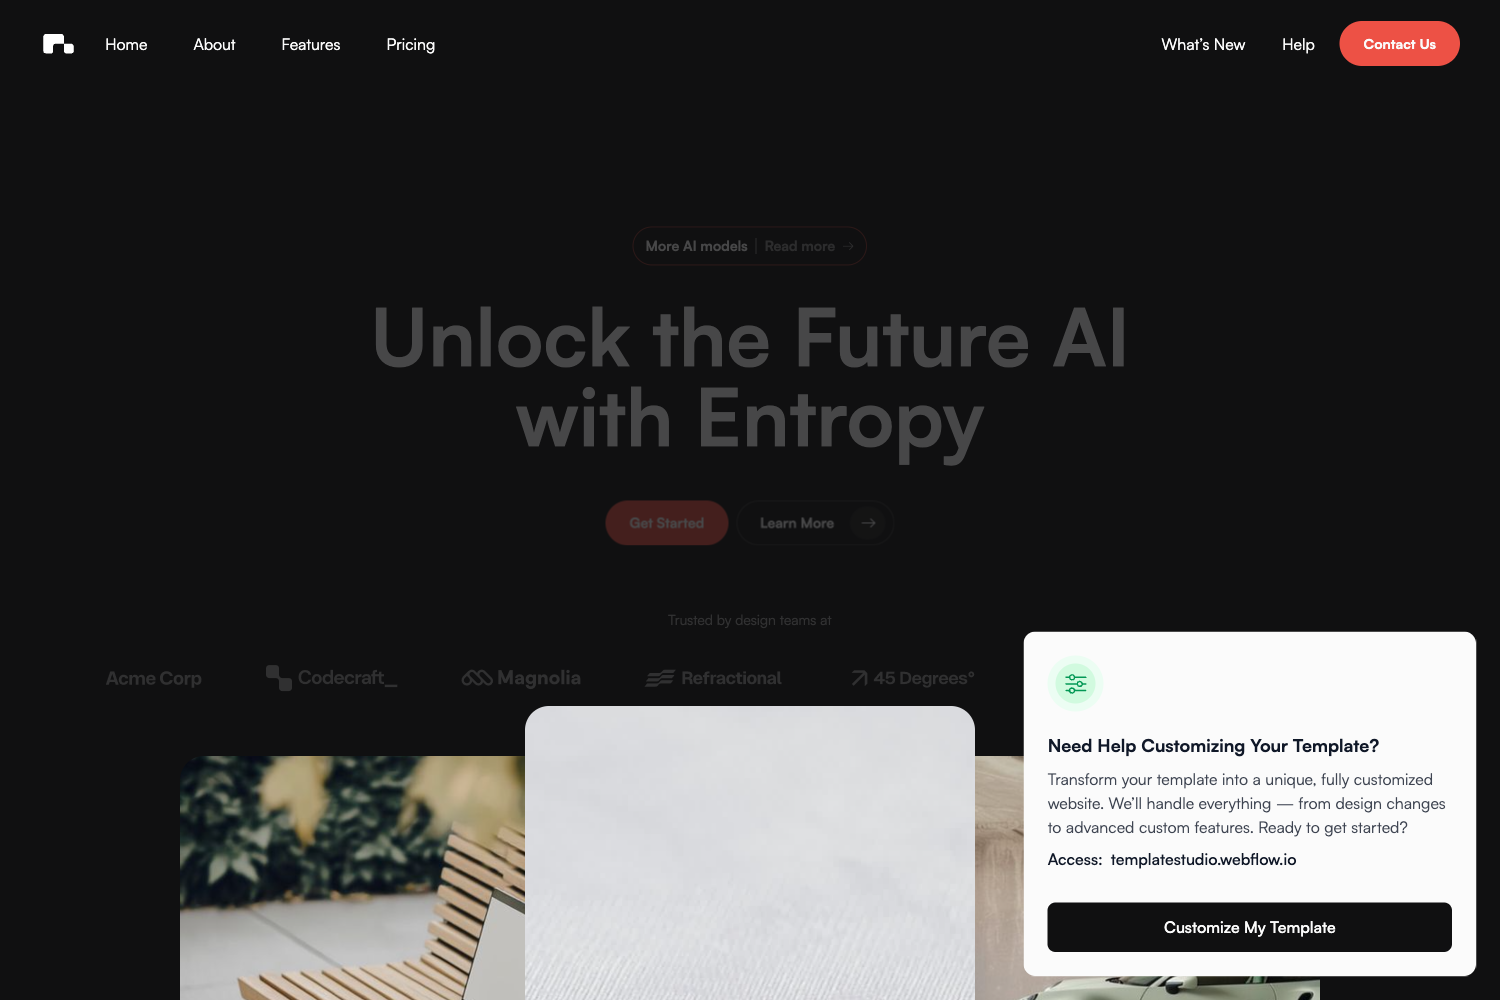 Home
About
Features
Pricing
What's New
Help
Contact Us
More AI models | Read more →
Unlock the Future AI
with Entropy
Get Started
Learn More →
Trusted by design teams at
Acme Corp
Codecraft_
Magnolia
Refractional
45 Degrees°
Need Help Customizing Your Template?
Transform your template into a unique, fully customized
website. We'll handle everything — from design changes
to advanced custom features. Ready to get started?
Access: templatestudio.webflow.io
Customize My Template